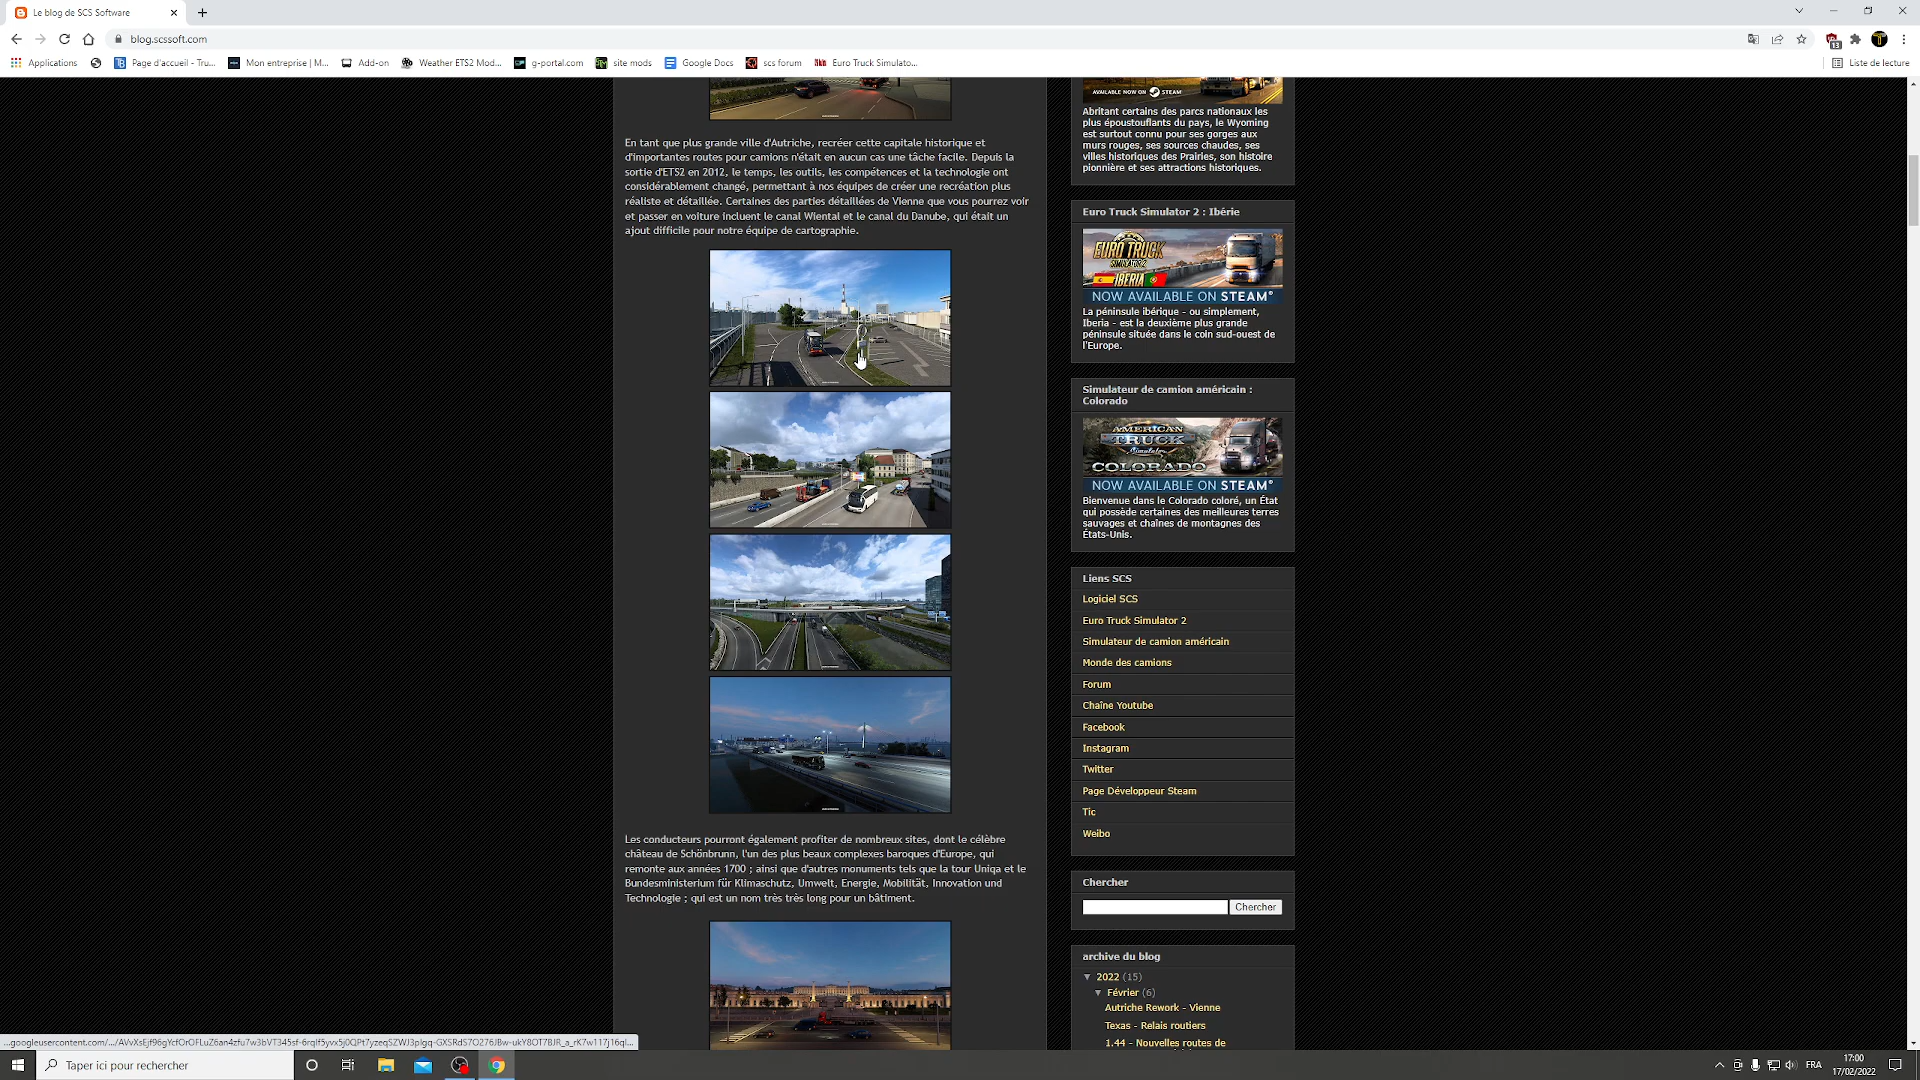 Le blog de SCS Software
blog.scssoft.com
13
Applications
Page d'accueil - Tru...
Mon entreprise | M...
Add-on
Weather ETS2 Mod...
g-portal.com
site mods
Google Docs
scs forum
Euro Truck Simulato...
Liste de lecture
En tant que plus grande ville d'Autriche, recréer cette capitale historique et
d'importantes routes pour camions n'était en aucun cas une tâche facile. Depuis la
sortie d'ETS2 en 2012, le temps, les outils, les compétences et la technologie ont
considérablement changé, permettant à nos équipes de créer une recréation plus
réaliste et détaillée. Certaines des parties détaillées de Vienne que vous pourrez voir
et passer en voiture incluent le canal Wiental et le canal du Danube, qui était un
ajout difficile pour notre équipe de cartographie.
Les conducteurs pourront également profiter de nombreux sites, dont le célèbre
château de Schönbrunn, l'un des plus beaux complexes baroques d'Europe, qui
remonte aux années 1700 ; ainsi que d'autres monuments tels que la tour Uniqa et le
Bundesministerium für Klimaschutz, Umwelt, Energie, Mobilität, Innovation und
Technologie ; qui est un nom très très long pour un bâtiment.
AVAILABLE NOW ON STEAM
Abritant certains des parcs nationaux les
plus époustouflants du pays, le Wyoming
est surtout connu pour ses gorges aux
murs rouges, ses sources chaudes, ses
villes historiques des Prairies, son histoire
pionnière et ses attractions historiques.
Euro Truck Simulator 2 : Ibérie
EURO TRUCK
SIMULATOR 2
IBERIA
NOW AVAILABLE ON STEAM®
La péninsule ibérique - ou simplement,
Iberia - est la deuxième plus grande
péninsule située dans le coin sud-ouest de
l'Europe.
Simulateur de camion américain :
Colorado
AMERICAN
TRUCK
Simulator
COLORADO
NOW AVAILABLE ON STEAM®
Bienvenue dans le Colorado coloré, un État
qui possède certaines des meilleures terres
sauvages et chaînes de montagnes des
États-Unis.
Liens SCS
Logiciel SCS
Euro Truck Simulator 2
Simulateur de camion américain
Monde des camions
Forum
Chaîne Youtube
Facebook
Instagram
Twitter
Page Développeur Steam
Tic
Weibo
Chercher
Chercher
archive du blog
▼ 2022 (15)
▼ Février (6)
Autriche Rework - Vienne
Texas - Relais routiers
1.44 - Nouvelles routes de
Taper ici pour rechercher
FRA
17:00
17/02/2022